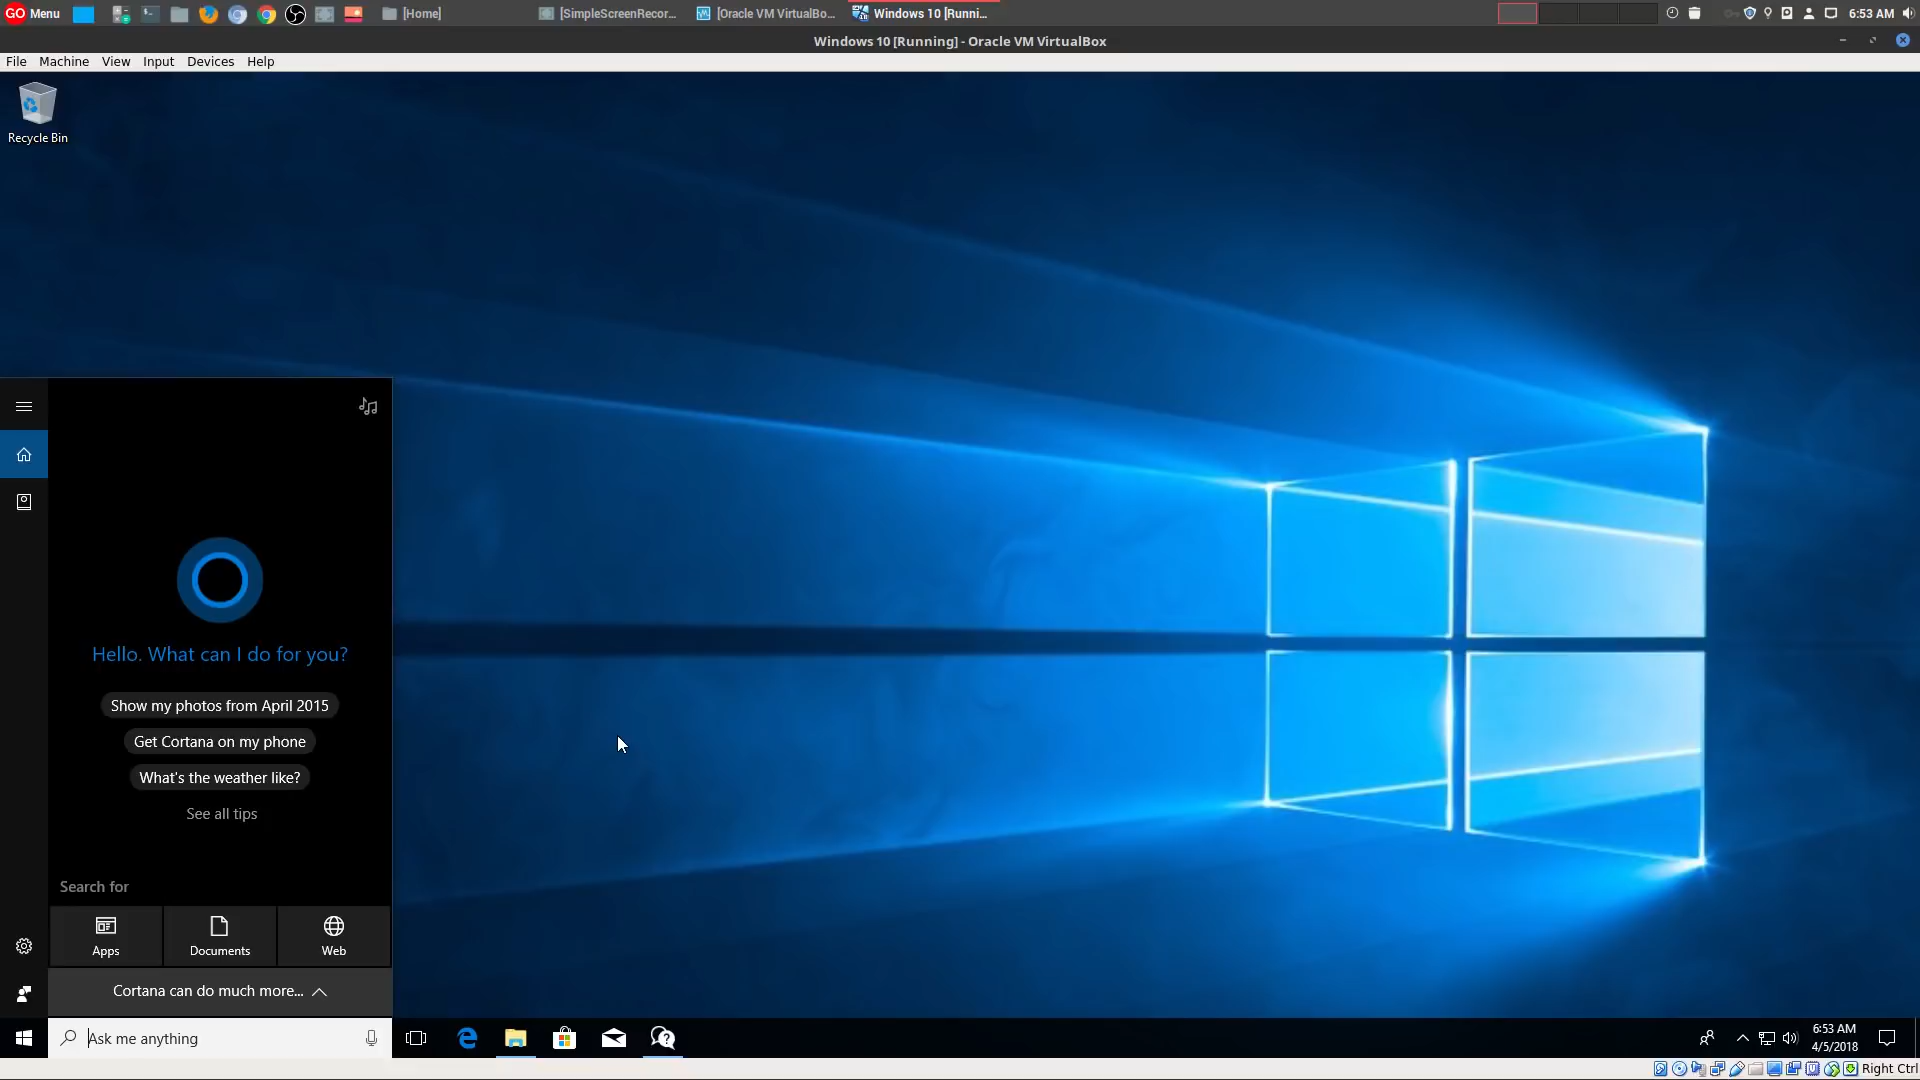 GO Menu
[Home]
[SimpleScreenRecor...
[Oracle VM VirtualBo...
Windows 10 [Runni...
6:53 AM
Windows 10 [Running] - Oracle VM VirtualBox
File Machine View Input Devices Help
Recycle Bin
Hello. What can I do for you?
Show my photos from April 2015
Get Cortana on my phone
What's the weather like?
See all tips
Search for
Apps
Documents
Web
Cortana can do much more...
Ask me anything
6:53 AM
4/5/2018
Right Ctrl